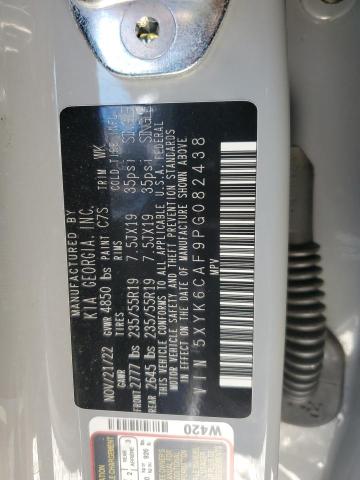 MANUFACTURED BY
KIA GEORGIA, INC.
NOV/21/22 PAINT C7S TRIM WK
GVWR 4850 lbs
GAWR TIRES RIMS COLD TIRE INFL
FRONT 2777 lbs 235/55R19 7.5JX19 35psi SINGLE
REAR 2645 lbs 235/55R19 7.5JX19 35psi SINGLE
THIS VEHICLE CONFORMS TO ALL APPLICABLE U.S.A. FEDERAL
MOTOR VEHICLE SAFETY AND THEFT PREVENTION STANDARDS
IN EFFECT ON THE DATE OF MANUFACTURE SHOWN ABOVE
VIN 5XYK6CAF9PG082438
MPV
W420
REAR 3